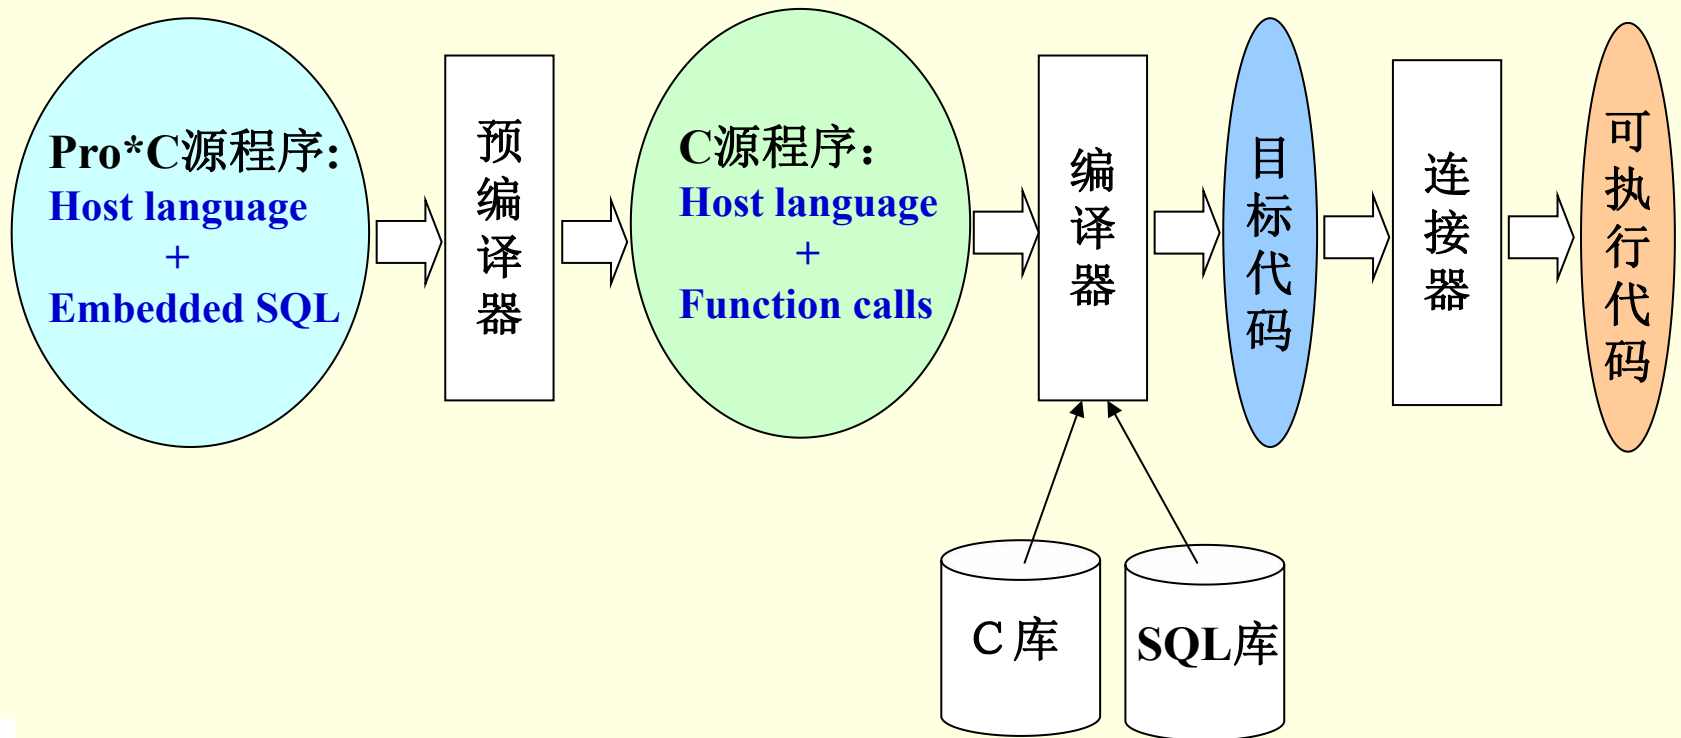 Pro*C源程序:
Host language
+
Embedded SQL
预编译器
C源程序：
Host language
+
Function calls
编译器
目标代码
连接器
可执行代码
C库
SQL库